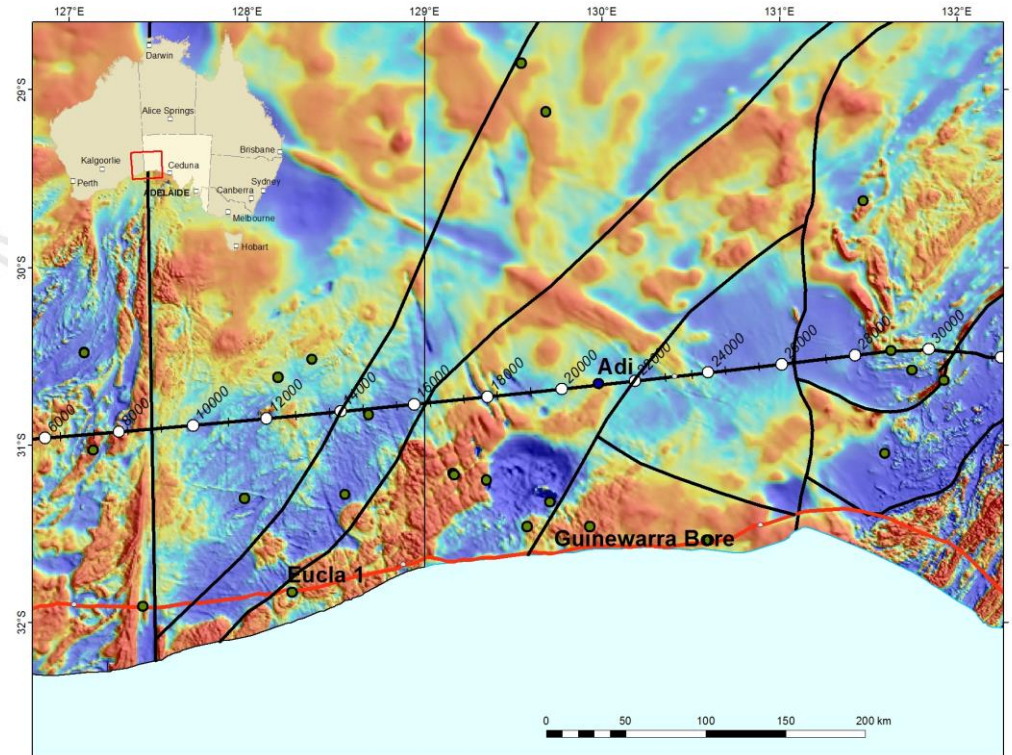 127°E 128°E 129°E 130°E 131°E 132°E
29°S
30°S
31°S
32°S
Darwin
Alice Springs
Brisbane
Kalgoorlie
Ceduna
Perth
ADELAIDE
Canberra
Sydney
Melbourne
Hobart
6000
8000
10000
12000
14000
16000
18000
20000
Adi
22000
24000
26000
28000
30000
Guinewarra Bore
Eucla 1
0 50 100 150 200 km